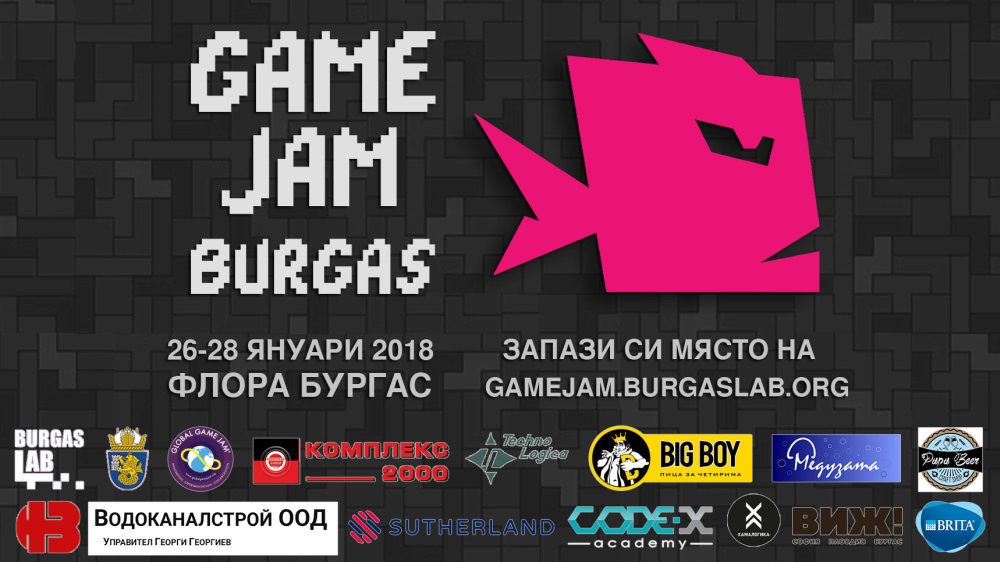 GAME
JAM
BURGAS
26-28 ЯНУАРИ 2018
ФЛОРА БУРГАС
ЗАПАЗИ СИ МЯСТО НА
GAMEJAM.BURGASLAB.ORG
BURGAS
LAB
GLOBAL GAME JAM
КОМПЛЕКС
2000
Techno
Logica
BIG BOY
ПИЦА ЗА ЧЕТИРИМА
Медузата
Papa Beer
CRAFT SHOP
ВОДОКАНАЛСТРОЙ ООД
УПРАВИТЕЛ ГЕОРГИ ГЕОРГИЕВ
SUTHERLAND
CODE-X
academy
ХАМАЛОГИКА
ВИЖ!
СОФИЯ ПЛОВДИВ БУРГАС
BRITA